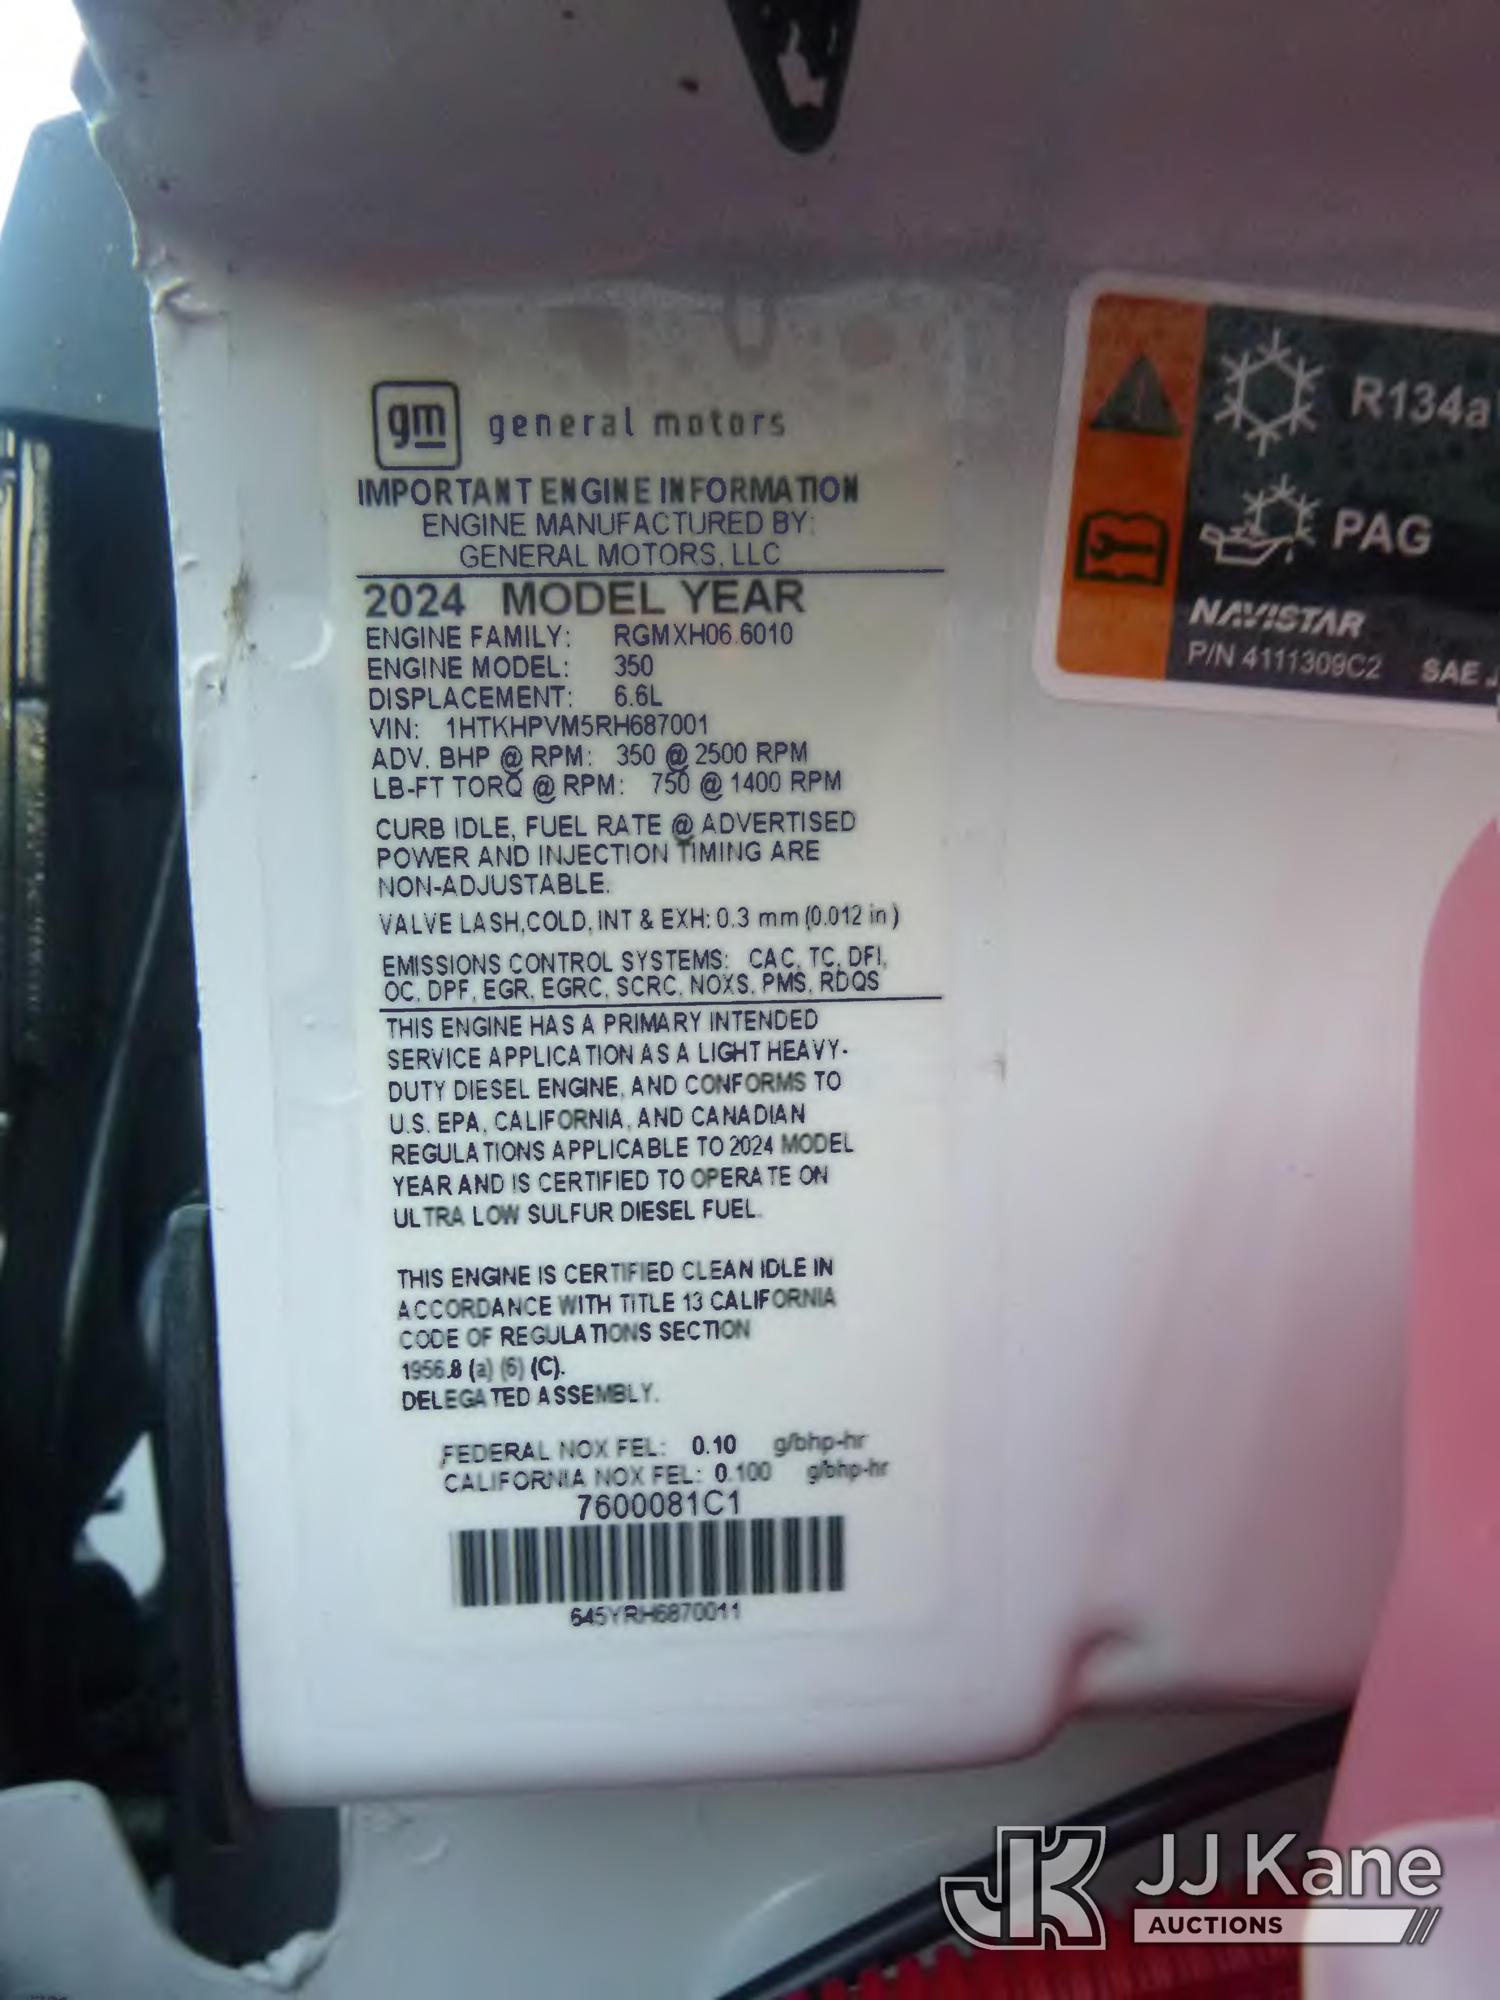 gm general motors
IMPORTANT ENGINE INFORMATION
ENGINE MANUFACTURED BY:
GENERAL MOTORS, LLC
2024 MODEL YEAR
ENGINE FAMILY: RGMXH06.6010
ENGINE MODEL: 350
DISPLACEMENT: 6.6L
VIN: 1HTKHPVM5RH687001
ADV. BHP @ RPM: 350 @ 2500 RPM
LB-FT TORQ @ RPM: 750 @ 1400 RPM
CURB IDLE, FUEL RATE @ ADVERTISED
POWER AND INJECTION TIMING ARE
NON-ADJUSTABLE.
VALVE LASH,COLD, INT & EXH: 0.3 mm (0.012 in)
EMISSIONS CONTROL SYSTEMS: CAC, TC, DFI,
OC, DPF, EGR, EGRC, SCRC, NOXS, PMS, RDQS
THIS ENGINE HAS A PRIMARY INTENDED
SERVICE APPLICATION AS A LIGHT HEAVY-
DUTY DIESEL ENGINE, AND CONFORMS TO
U.S. EPA, CALIFORNIA, AND CANADIAN
REGULATIONS APPLICABLE TO 2024 MODEL
YEAR AND IS CERTIFIED TO OPERATE ON
ULTRA LOW SULFUR DIESEL FUEL.
THIS ENGINE IS CERTIFIED CLEAN IDLE IN
ACCORDANCE WITH TITLE 13 CALIFORNIA
CODE OF REGULATIONS SECTION
1956.8 (a) (6) (C).
DELEGATED ASSEMBLY.
FEDERAL NOX FEL: 0.10 g/bhp-hr
CALIFORNIA NOX FEL: 0.100 g/bhp-hr
7600081C1
645YRH6870011
R134a
PAG
NAVISTAR
P/N 4111309C2 SAE
JK JJ Kane
AUCTIONS